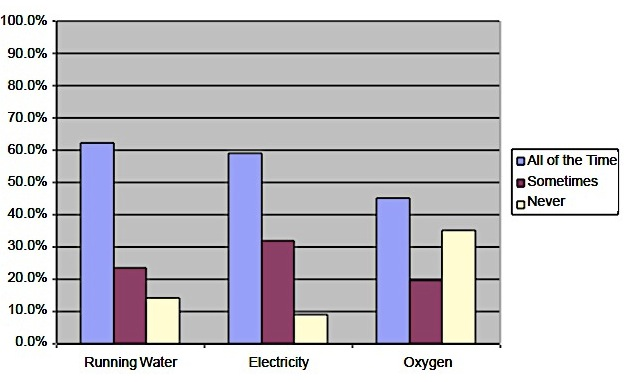 100.0%
90.0%
80.0%
70.0%
60.0%
50.0%
40.0%
30.0%
20.0%
10.0%
0.0%
Running Water
Electricity
Oxygen
All of the Time
Sometimes
Never